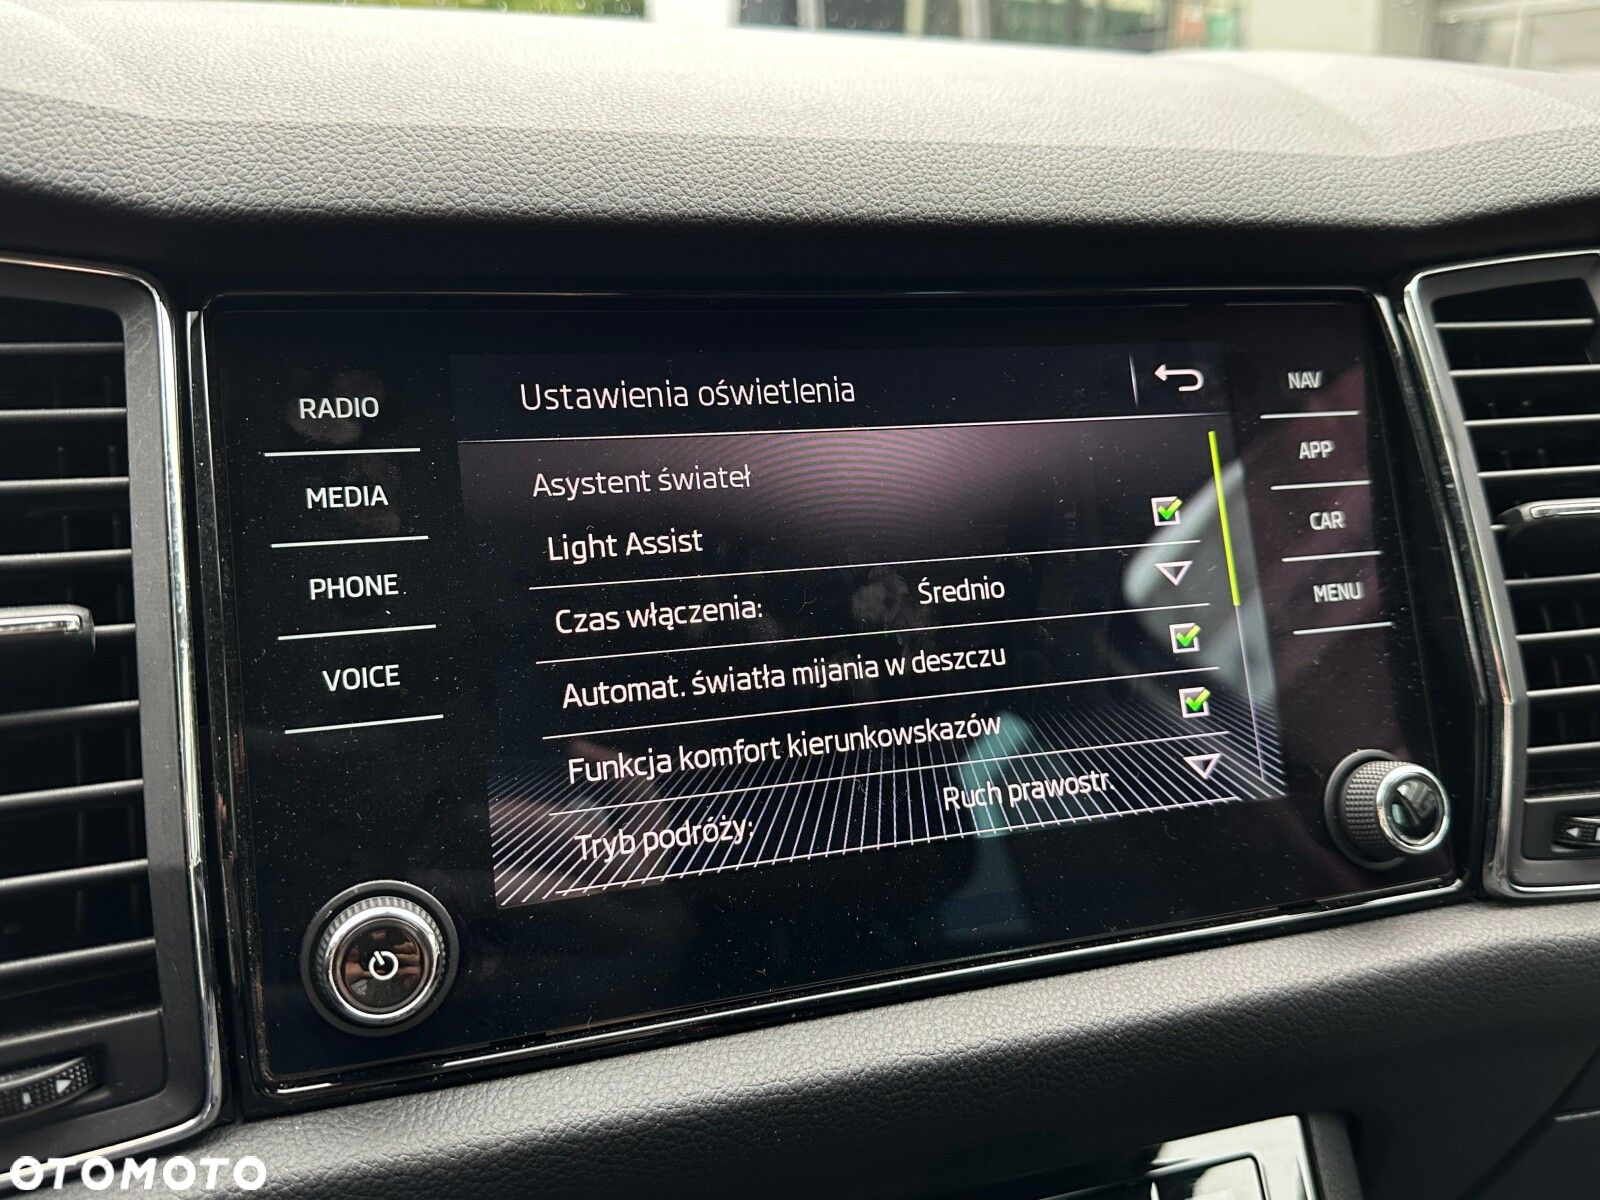 RADIO
MEDIA
PHONE
VOICE
Ustawienia oświetlenia
Asystent świateł
Light Assist
Czas włączenia: Średnio
Automat. światła mijania w deszczu
Funkcja komfort kierunkowskazów
Tryb podróży: Ruch prawostr.
NAV
APP
CAR
MENU
OTOMOTO